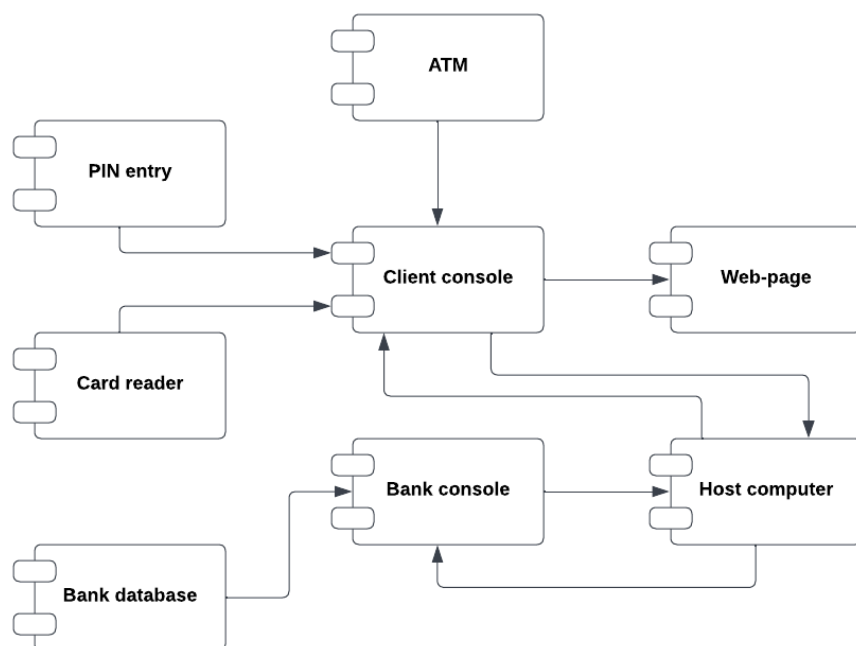 ATM
PIN entry
Client console
Web-page
Card reader
Bank console
Host computer
Bank database